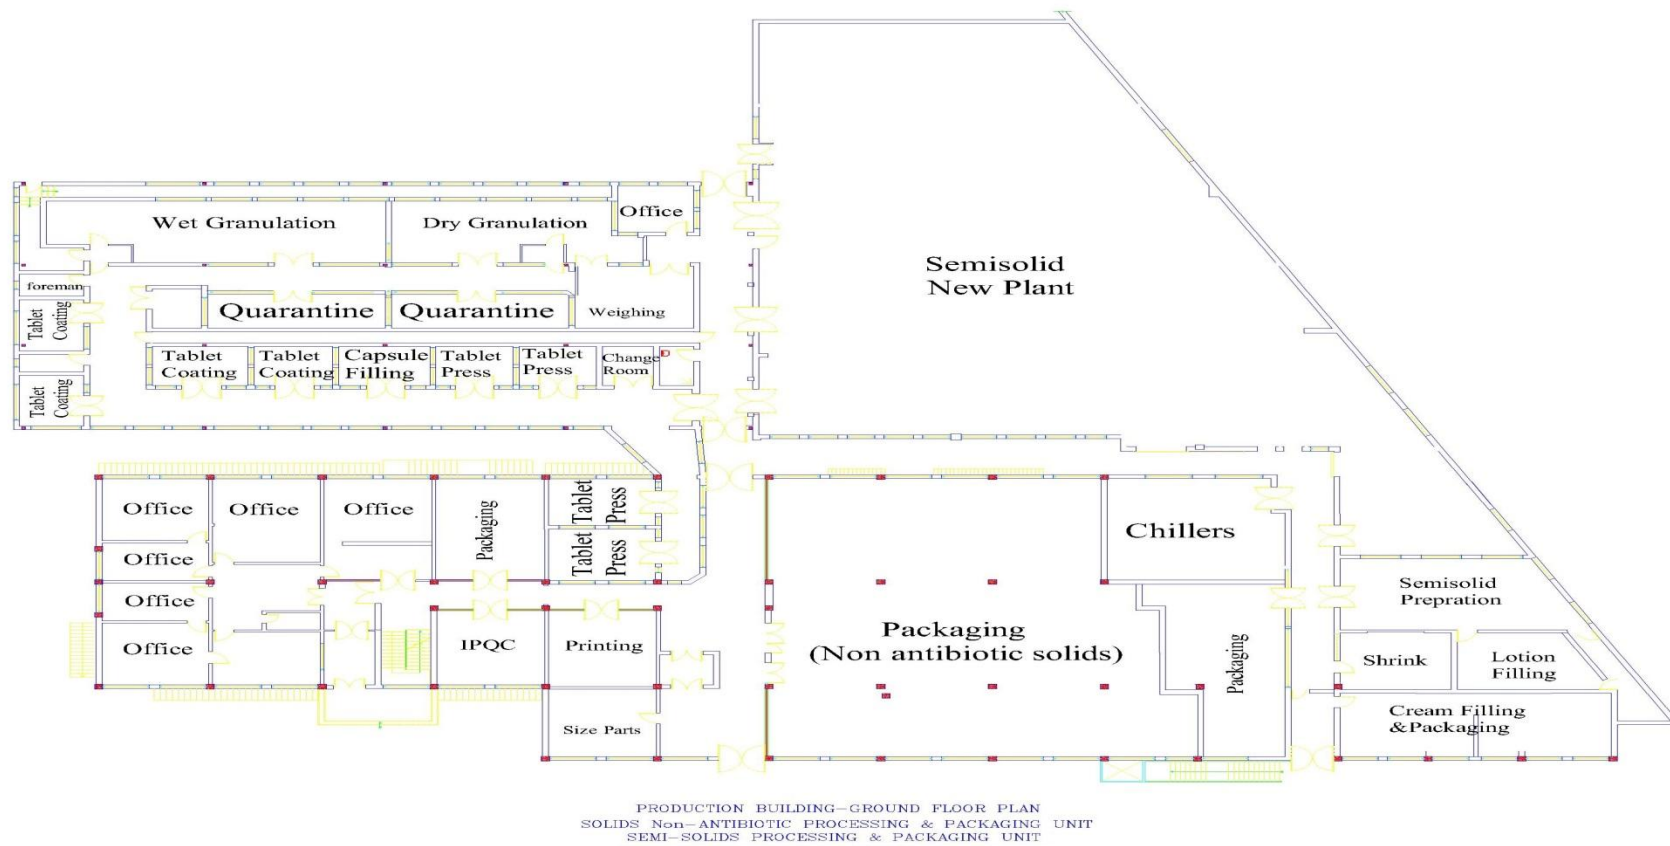 Wet Granulation
Dry Granulation
Office
Semisolid
New Plant
foreman
Tablet
Coating
Quarantine
Quarantine
Weighing
Tablet
Coating
Tablet
Coating
Capsule
Filling
Tablet
Press
Tablet
Press
Change
Room
Tablet
Coating
Office
Office
Office
Packaging
Tablet
Press
Tablet
Press
Chillers
Office
Office
Office
IPQC
Printing
Size Parts
Packaging
(Non antibiotic solids)
Packaging
Semisolid
Prepration
Shrink
Lotion
Filling
Cream Filling
&Packaging
PRODUCTION BUILDING-GROUND FLOOR PLAN
SOLIDS Non-ANTIBIOTIC PROCESSING & PACKAGING UNIT
SEMI-SOLIDS PROCESSING & PACKAGING UNIT